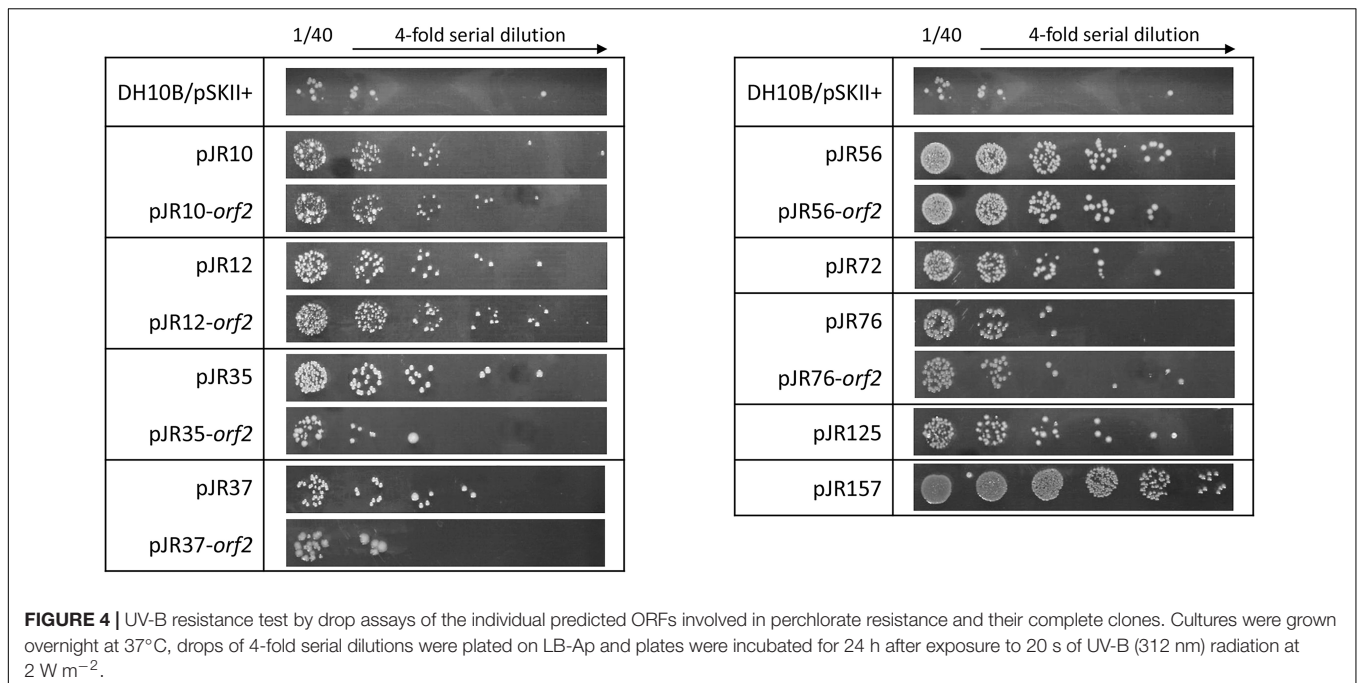 1/40 4-fold serial dilution
DH10B/pSKII+
pJR10
pJR10-orf2
pJR12
pJR12-orf2
pJR35
pJR35-orf2
pJR37
pJR37-orf2
1/40 4-fold serial dilution
DH10B/pSKII+
pJR56
pJR56-orf2
pJR72
pJR76
pJR76-orf2
pJR125
pJR157
FIGURE 4 | UV-B resistance test by drop assays of the individual predicted ORFs involved in perchlorate resistance and their complete clones. Cultures were grown
overnight at 37°C, drops of 4-fold serial dilutions were plated on LB-Ap and plates were incubated for 24 h after exposure to 20 s of UV-B (312 nm) radiation at
2 W m⁻².